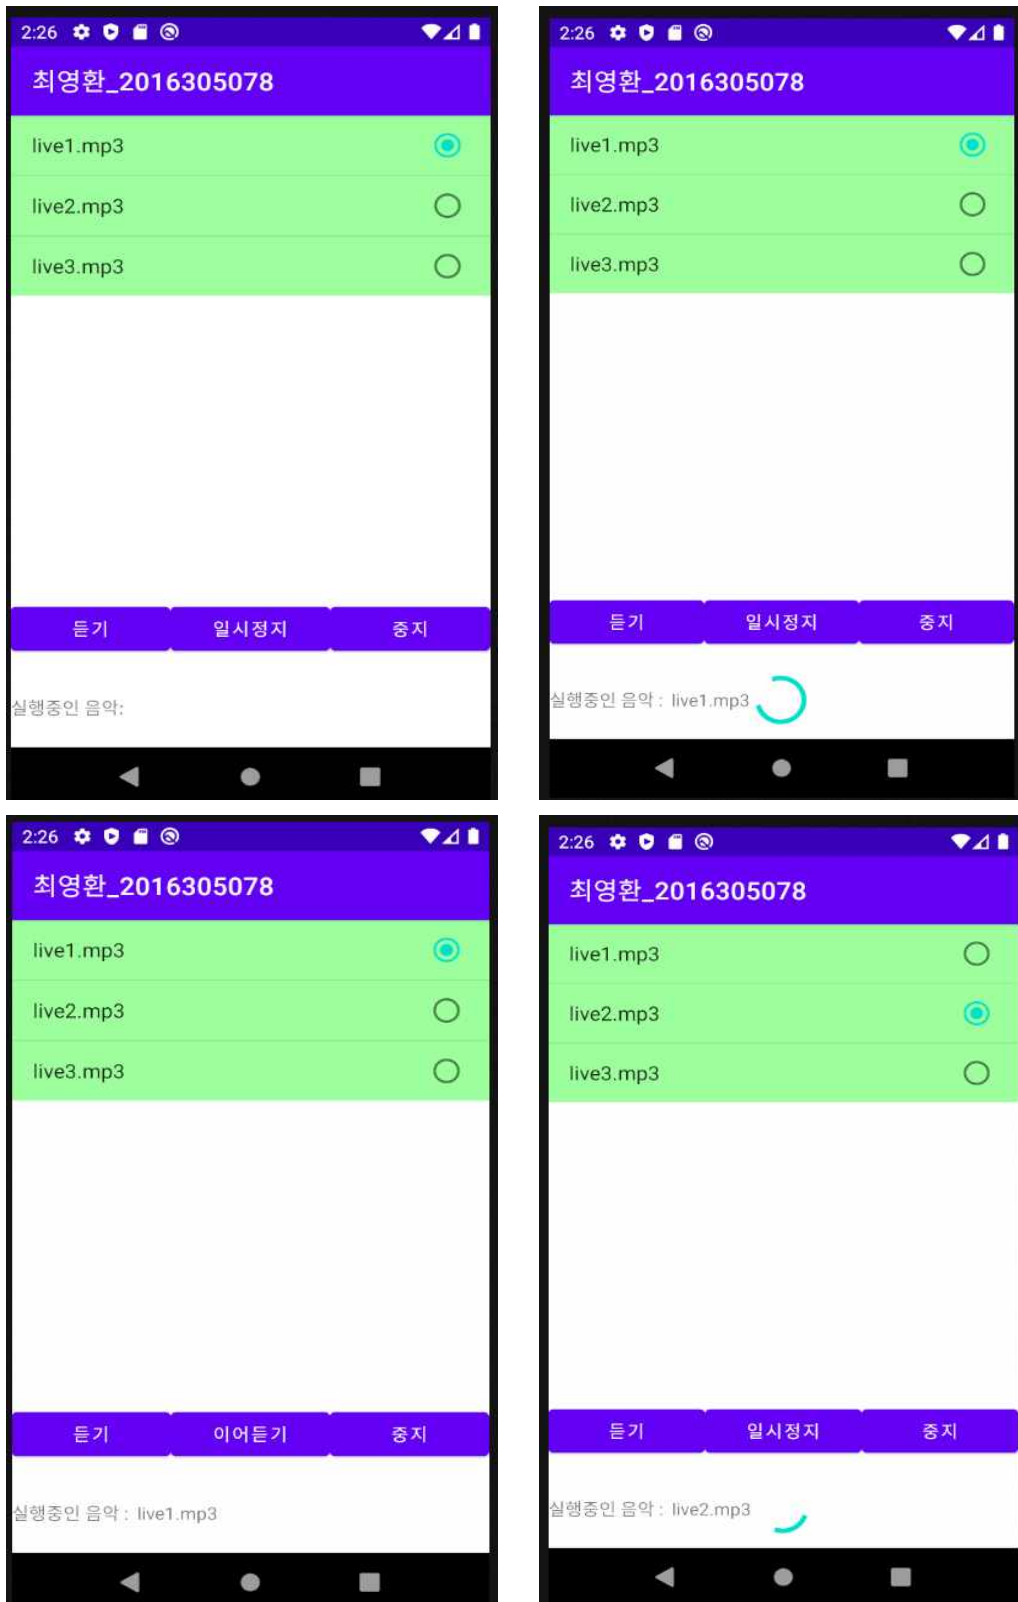 2:26
최영환_2016305078
live1.mp3
live2.mp3
live3.mp3
듣기 일시정지 중지
실행중인 음악:
2:26
최영환_2016305078
live1.mp3
live2.mp3
live3.mp3
듣기 일시정지 중지
실행중인 음악 : live1.mp3
2:26
최영환_2016305078
live1.mp3
live2.mp3
live3.mp3
듣기 이어듣기 중지
실행중인 음악 : live1.mp3
2:26
최영환_2016305078
live1.mp3
live2.mp3
live3.mp3
듣기 일시정지 중지
실행중인 음악 : live2.mp3